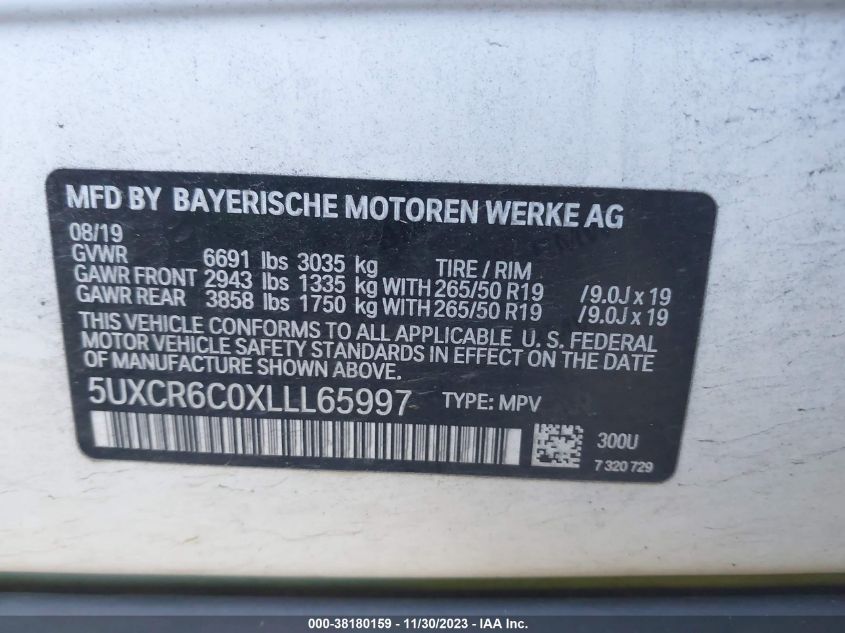 MFD BY BAYERISCHE MOTOREN WERKE AG
08/19
GVWR 6691 lbs 3035 kg TIRE / RIM
GAWR FRONT 2943 lbs 1335 kg WITH 265/50 R19 /9.0J x 19
GAWR REAR 3858 lbs 1750 kg WITH 265/50 R19 /9.0J x 19
THIS VEHICLE CONFORMS TO ALL APPLICABLE U. S. FEDERAL
MOTOR VEHICLE SAFETY STANDARDS IN EFFECT ON THE DATE
OF MANUFACTURE SHOWN ABOVE.
5UXCR6C0XLLL65997 TYPE: MPV
300U
7 320 729
000-38180159 - 11/30/2023 - IAA Inc.